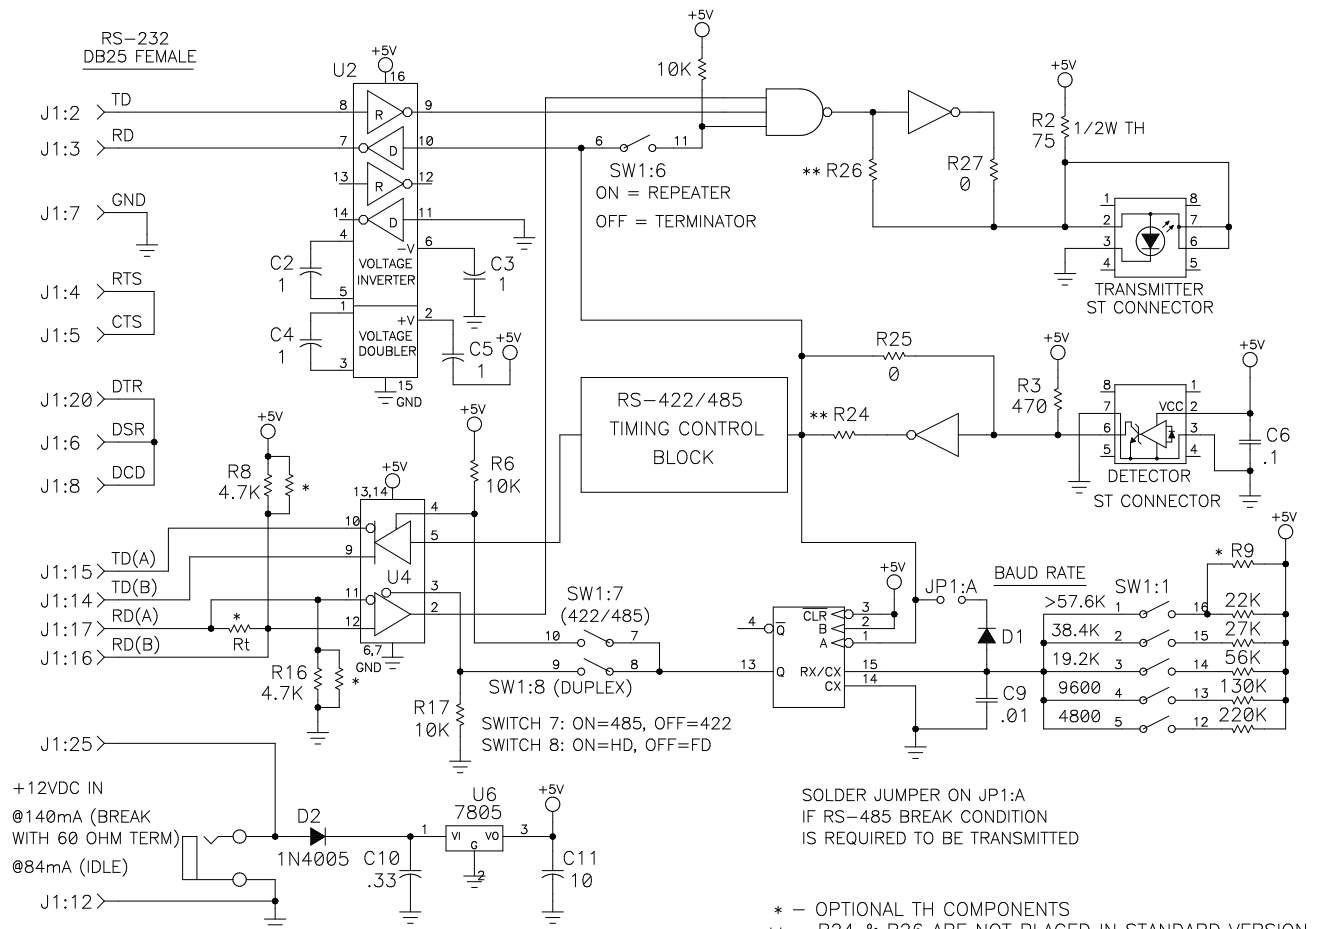 RS-232
DB25 FEMALE
J1:2 TD
J1:3 RD
J1:7 GND
J1:4 RTS
J1:5 CTS
J1:20 DTR
J1:6 DSR
J1:8 DCD
J1:15 TD(A)
J1:14 TD(B)
J1:17 RD(A)
J1:16 RD(B)
J1:25
J1:12
+12VDC IN
@140mA (BREAK
WITH 60 OHM TERM)
@84mA (IDLE)
U2
+5V
16
8 R 9
7 D 10
13 R 12
14 D 11
4 -V 6
VOLTAGE
INVERTER
5
1 +V 2
VOLTAGE
DOUBLER
3
15
GND
C2
1
C3
1
C4
1
C5
1
+5V
+5V
10K
6 11
SW1:6
ON = REPEATER
OFF = TERMINATOR
** R26
R27
0
+5V
R2
75
1/2W TH
1 8
2 7
3 6
4 5
TRANSMITTER
ST CONNECTOR
R25
0
** R24
RS-422/485
TIMING CONTROL
BLOCK
+5V
R3
470
8 1
7 VCC 2
6 3
5 4
DETECTOR
ST CONNECTOR
+5V
C6
.1
+5V
R8
4.7K
*
+5V
13,14
10 4
9 5
U4
11 3
12 2
6,7
GND
+5V
R6
10K
*
Rt
R16
4.7K
*
R17
10K
SW1:7
(422/485)
10 7
9 8
SW1:8 (DUPLEX)
SWITCH 7: ON=485, OFF=422
SWITCH 8: ON=HD, OFF=FD
+5V
4 Q CLR 3
B 2
A 1
13 Q RX/CX 15
CX 14
JP1:A
D1
C9
.01
BAUD RATE
SW1:1
+5V
* R9
>57.6K 1 16 22K
38.4K 2 15 27K
19.2K 3 14 56K
9600 4 13 130K
4800 5 12 220K
D2
1N4005
C10
.33
U6
7805
1 VI VO 3
G
2
+5V
C11
10
SOLDER JUMPER ON JP1:A
IF RS-485 BREAK CONDITION
IS REQUIRED TO BE TRANSMITTED
* - OPTIONAL TH COMPONENTS
- R24 & R26 ARE NOT PLACED IN STANDARD VERSION